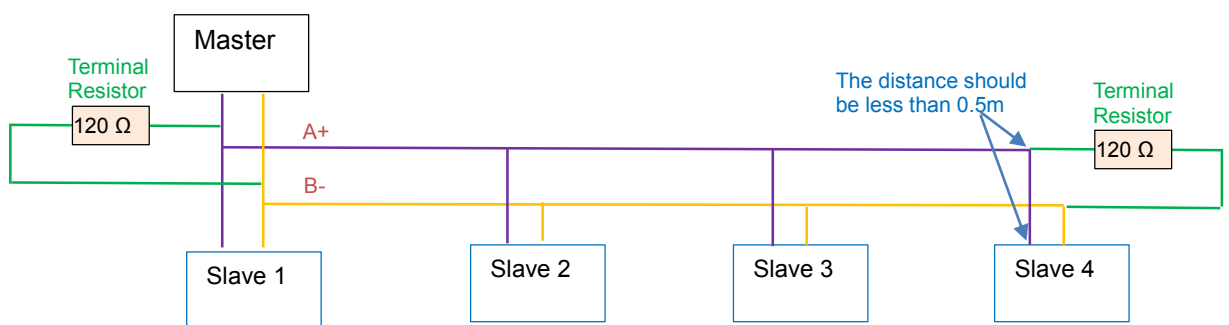 Master
Terminal
Resistor
120 Ω
A+
B-
The distance should
be less than 0.5m
Terminal
Resistor
120 Ω
Slave 1
Slave 2
Slave 3
Slave 4